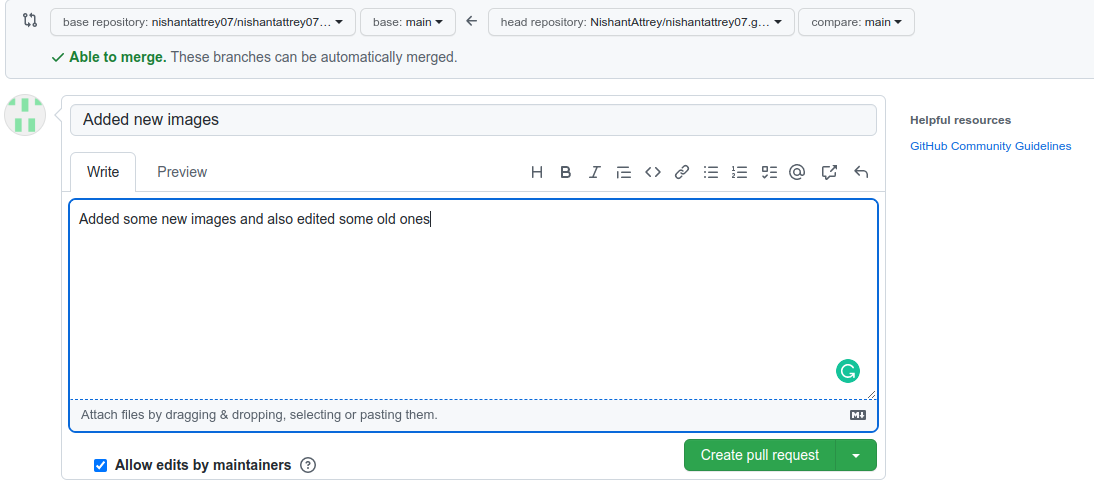 base repository: nishantattrey07/nishantattrey07... base: main head repository: NishantAttrey/nishantattrey07.g... compare: main
Able to merge. These branches can be automatically merged.
Added new images
Helpful resources
GitHub Community Guidelines
Write Preview
Added some new images and also edited some old ones
Attach files by dragging & dropping, selecting or pasting them.
Allow edits by maintainers
Create pull request